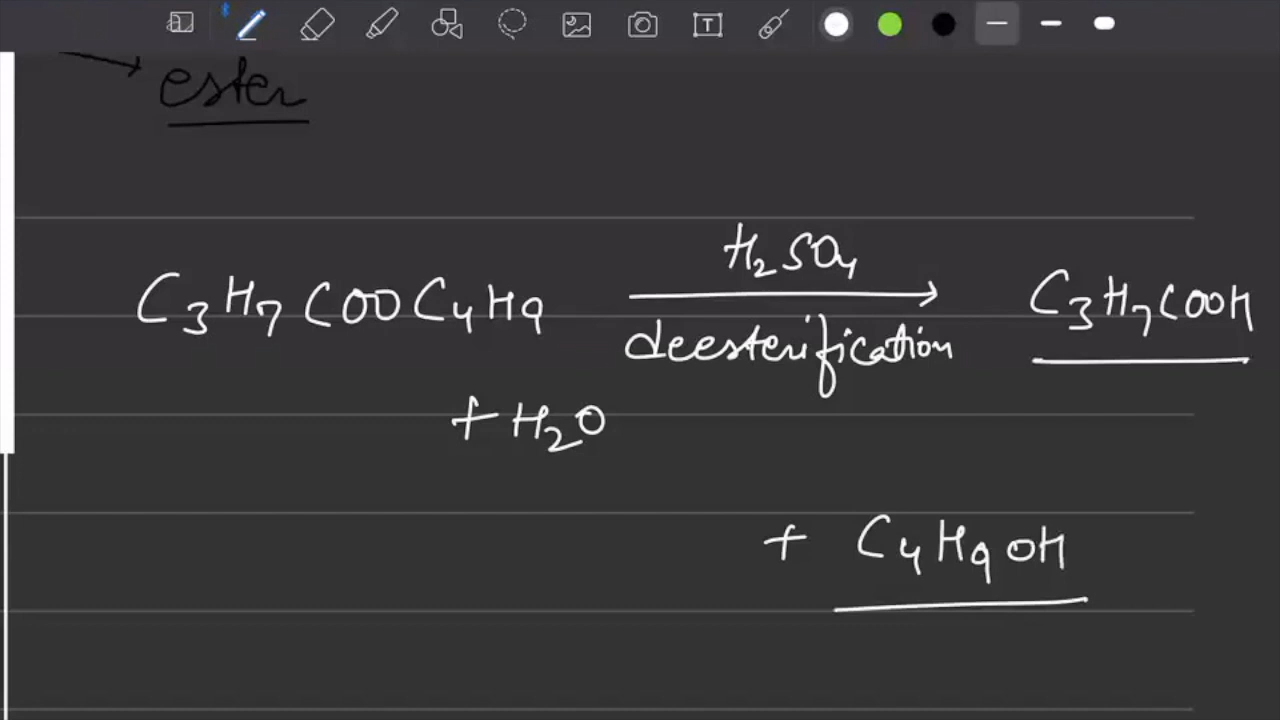 ester
H₂SO₄
C₃H₇COOC₄H₉ → C₃H₇COOH
deesterification
+ H₂O
+ C₄H₉OH